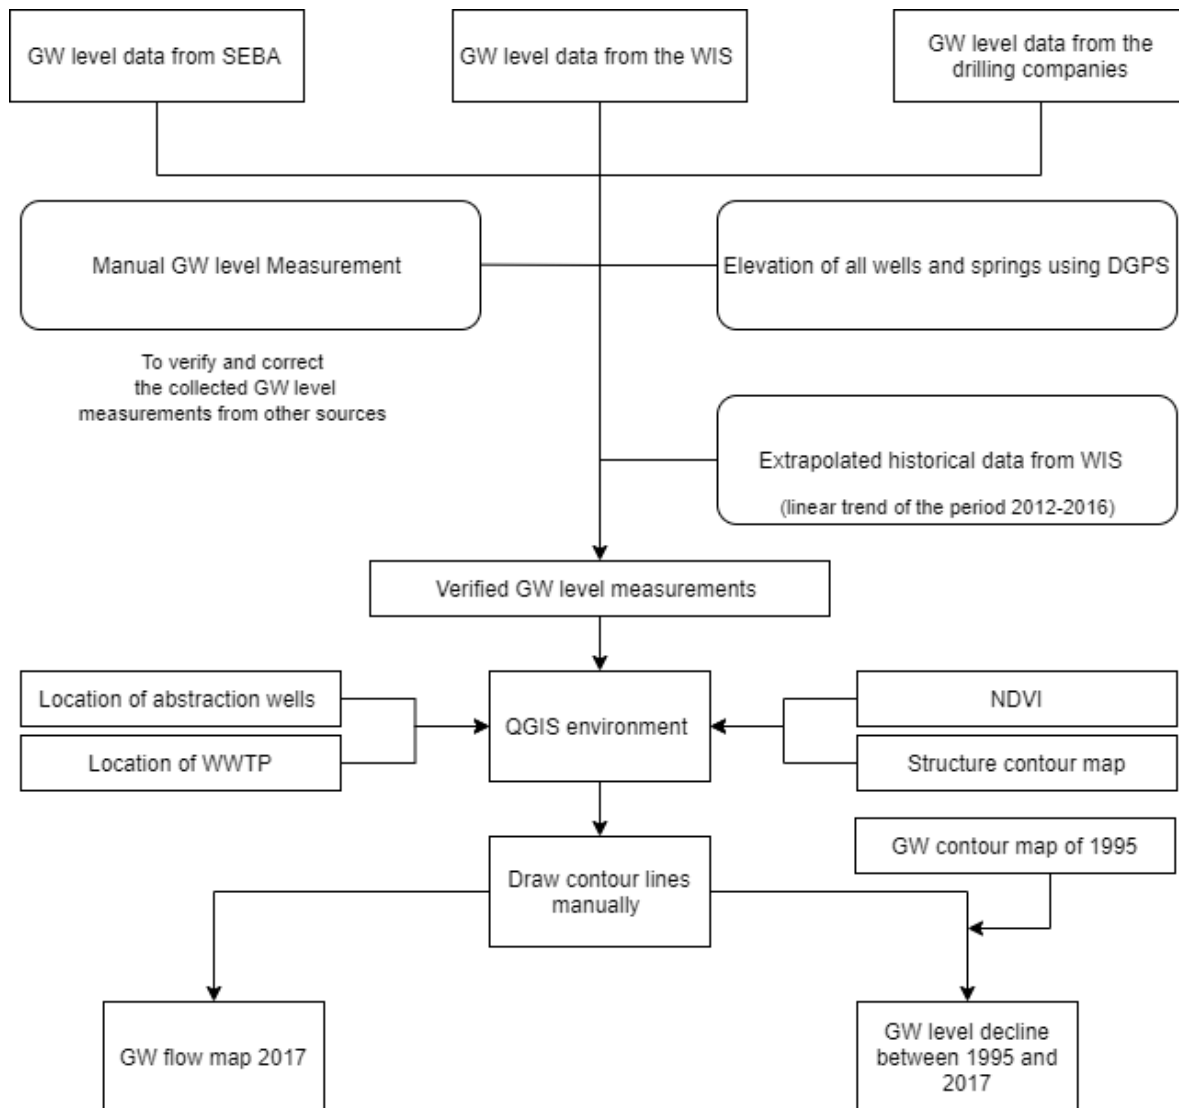 GW level data from SEBA
GW level data from the WIS
GW level data from the
drilling companies
Manual GW level Measurement
Elevation of all wells and springs using DGPS
To verify and correct
the collected GW level
measurements from other sources
Extrapolated historical data from WIS
(linear trend of the period 2012-2016)
Verified GW level measurements
Location of abstraction wells
Location of WWTP
QGIS environment
NDVI
Structure contour map
GW contour map of 1995
Draw contour lines
manually
GW flow map 2017
GW level decline
between 1995 and
2017